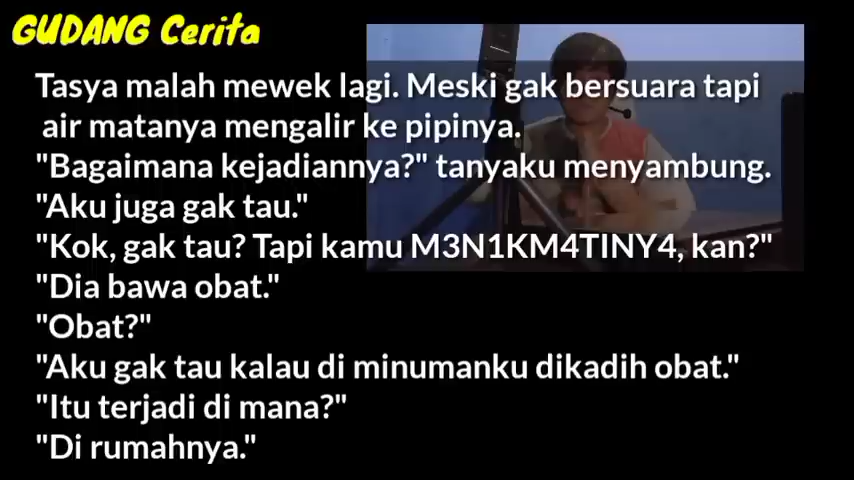 GUDANG Cerita
Tasya malah mewek lagi. Meski gak bersuara tapi
air matanya mengalir ke pipinya.
"Bagaimana kejadiannya?" tanyaku menyambung.
"Aku juga gak tau."
"Kok, gak tau? Tapi kamu M3N1KM4TINY4, kan?"
"Dia bawa obat."
"Obat?"
"Aku gak tau kalau di minumanku dikadih obat."
"Itu terjadi di mana?"
"Di rumahnya."